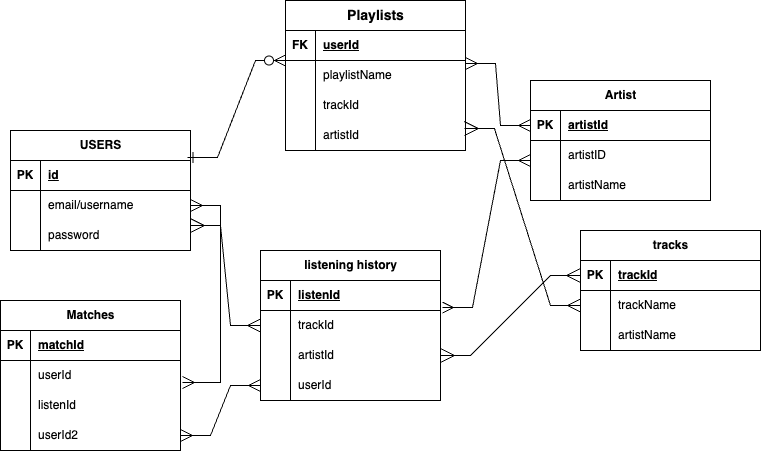 Playlists
FK userId
playlistName
trackId
artistId
Artist
PK artistId
artistID
artistName
USERS
PK id
email/username
password
tracks
PK trackId
trackName
artistName
listening history
PK listenId
trackId
artistId
userId
Matches
PK matchId
userId
listenId
userId2